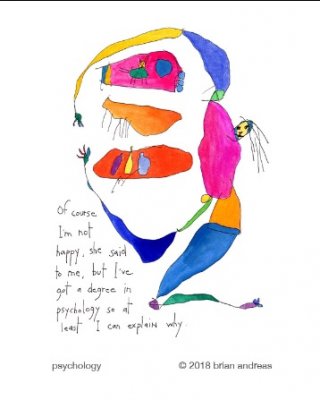 Of course
I'm not
happy, she said
to me, but I've
got a degree in
psychology so at
least I can explain why.
psychology
© 2018 brian andreas